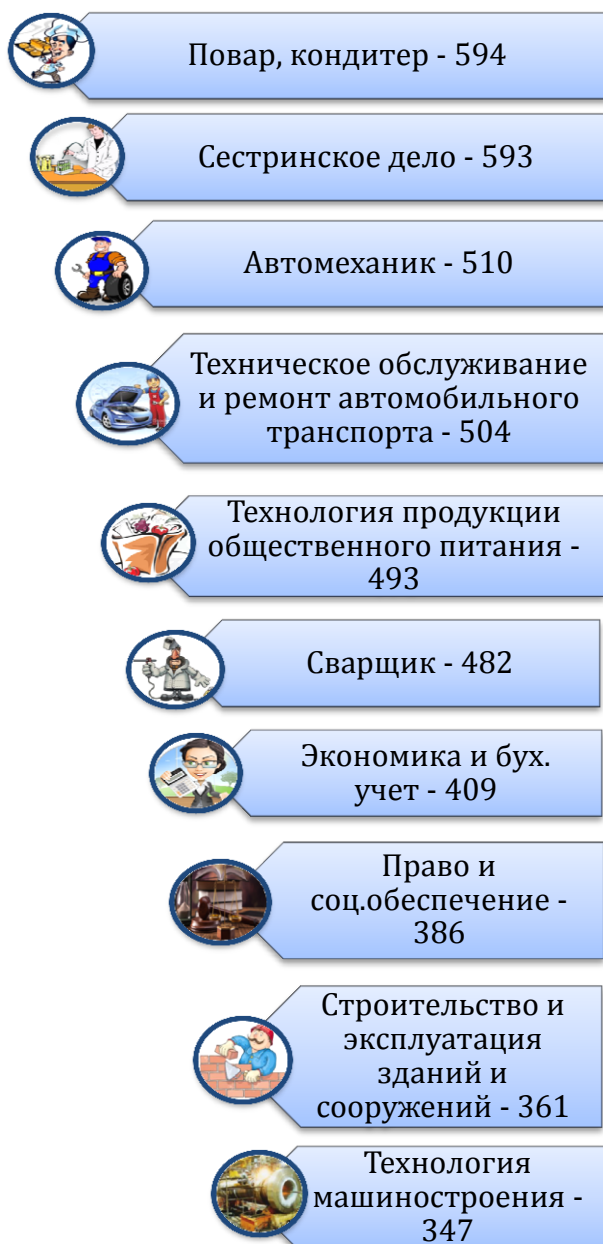 Повар, кондитер - 594
Сестринское дело - 593
Автомеханик - 510
Техническое обслуживание
и ремонт автомобильного
транспорта - 504
Технология продукции
общественного питания -
493
Сварщик - 482
Экономика и бух.
учет - 409
Право и
соц.обеспечение -
386
Строительство и
эксплуатация
зданий и
сооружений - 361
Технология
машиностроения -
347